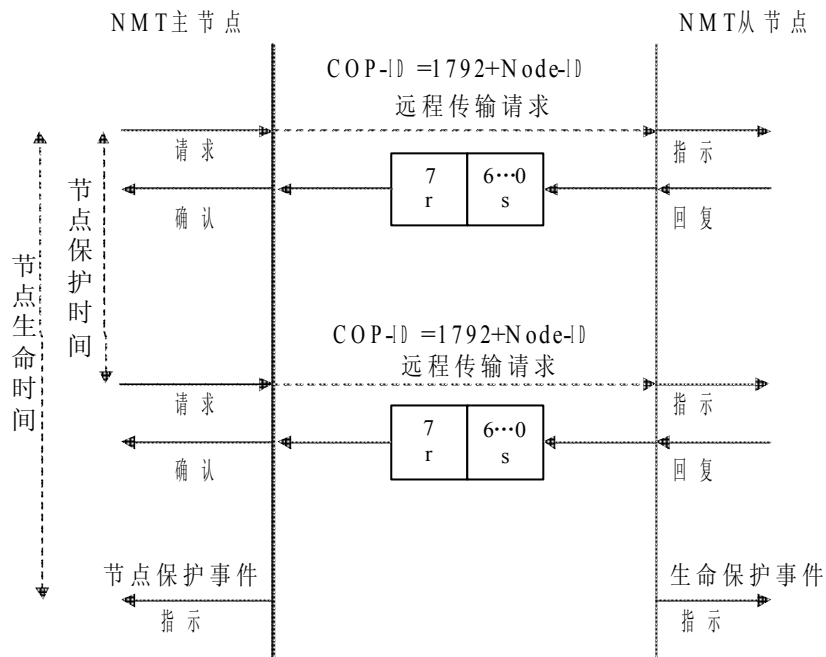 NMT主节点
NMT从节点
COP-ID =1792+Node-ID
远程传输请求
请求
指示
7
r
6…0
s
确认
回复
节点保护时间
节点生命时间
COP-ID =1792+Node-ID
远程传输请求
请求
指示
7
r
6…0
s
确认
回复
节点保护事件
生命保护事件
指示
指示